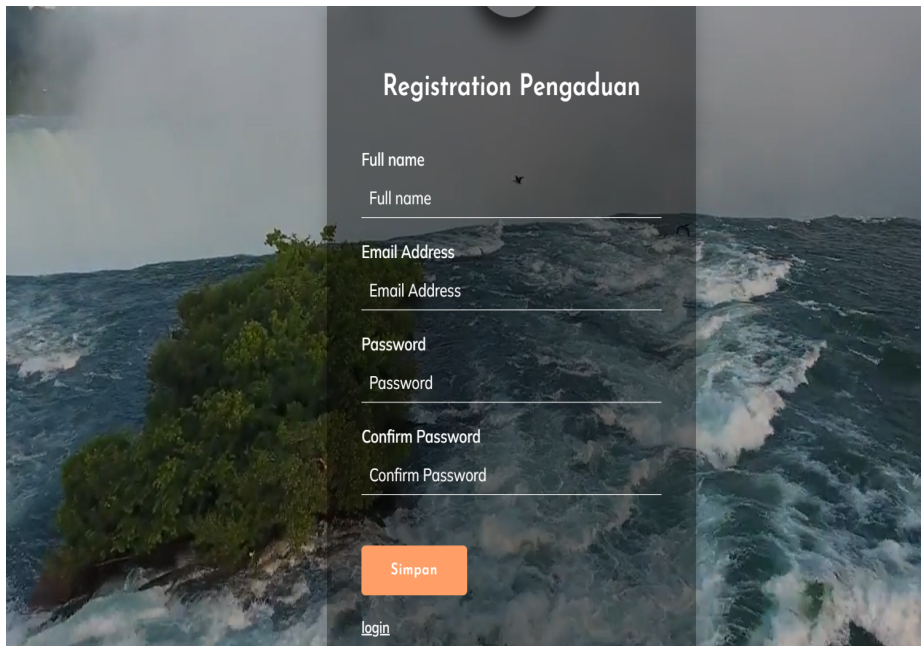 Registration Pengaduan
Full name
Full name
Email Address
Email Address
Password
Password
Confirm Password
Confirm Password
Simpan
login